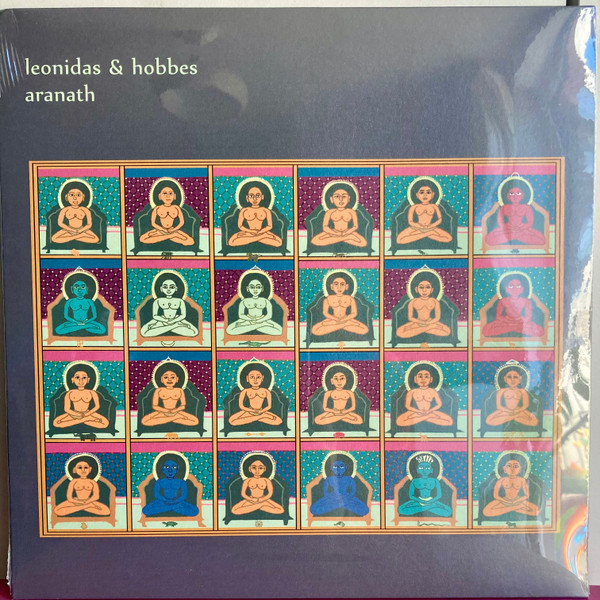 leonidas & hobbes
aranath